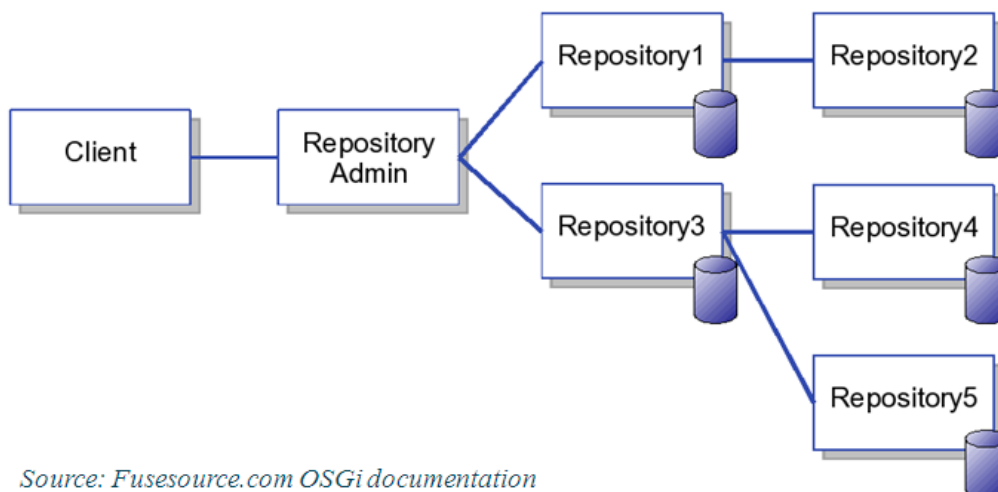 Repository1
Repository2
Client
Repository
Admin
Repository3
Repository4
Repository5
Source: Fusesource.com OSGi documentation